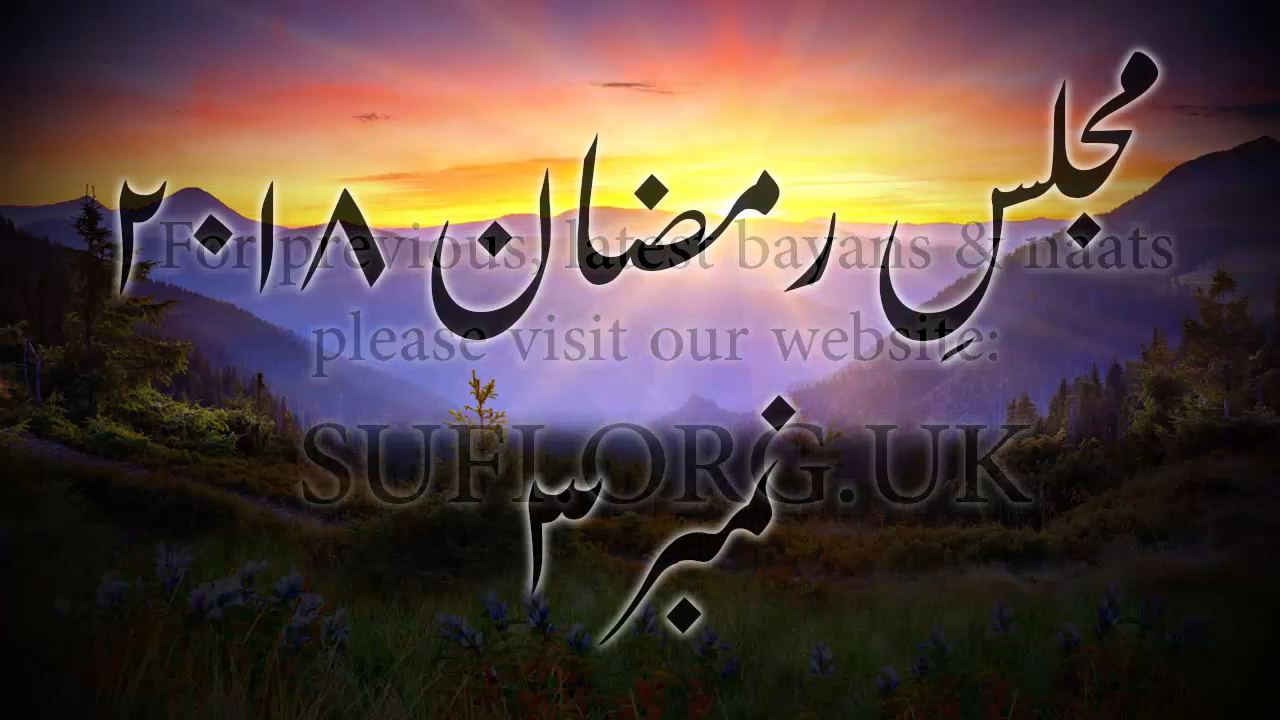 مجلسِ رمضان ۲۰۱۸
For previous, latest bayans & naats
please visit our website:
SUFI.ORG.UK
نمبر ۳